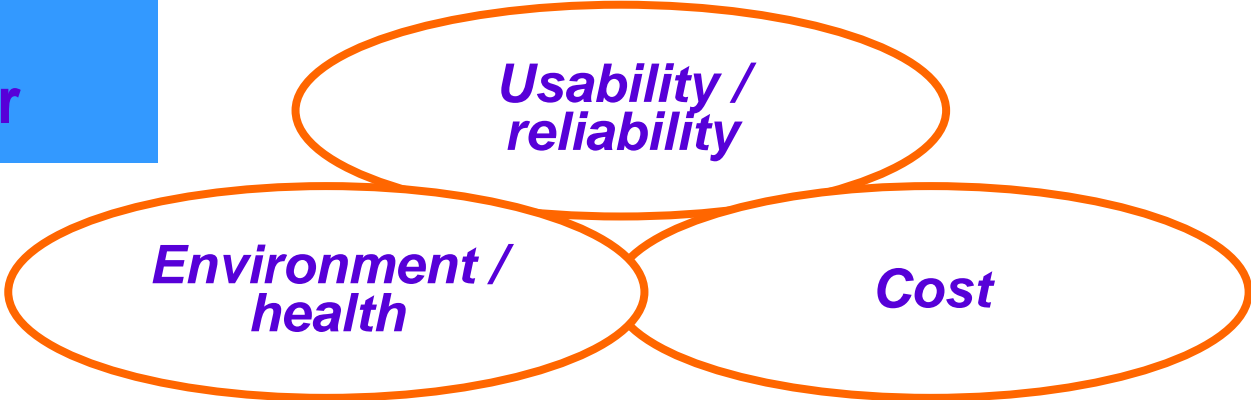 r
Usability /
reliability
Environment /
health
Cost